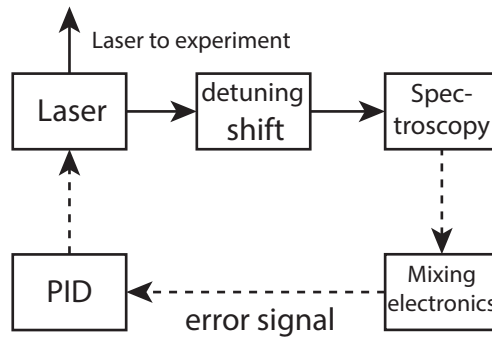 Laser to experiment
Laser
detuning
shift
Spec-
troscopy
PID
error signal
Mixing
electronics